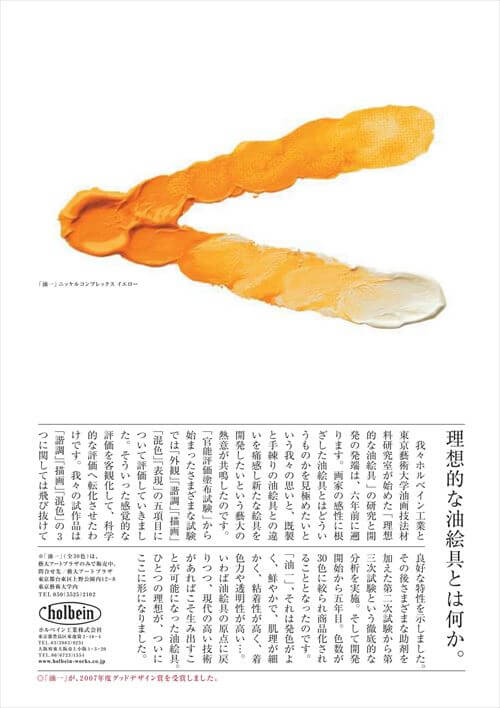 「油一」ニッケルコンプレックス イエロー
理想的な油絵具とは何か。
我々ホルベイン工業と
東京藝術大学油画技法材
料研究室が始めた「理想
的な油絵具」の研究と開
発の発端は、六年前に遡
ります。画家の感性に根
ざした油絵具とはどうい
うものかを見極めたいと
いう我々の思いと、既製
と手練りの油絵具との違
いを痛感し新たな絵具を
開発したいという藝大の
熱意が共鳴したのです。
「官能評価塗布試験」から
始まったさまざまな試験
では「外観」「諧調」「描画」
「混色」「表現」の五項目に
ついて評価していきまし
た。そういった感覚的な
評価を客観化して、科学
的な評価へ転化させたわ
けです。我々の試作品は
「諧調」「描画」「混色」の3
つに関しては飛び抜けて
良好な特性を示しました。
その後さまざまな助剤を
加えた第二次試験から第
三次試験という徹底的な
分析を実施。そして開発
開始から五年目。色数が
30色に絞られ商品化され
ることとなったのです。
「油一」、それは発色がよ
く、鮮やかで、肌理が細
かく、粘着性が高く、着
色力や透明性が高い…。
いわば油絵具の原点に戻
りつつ、現代の高い技術
があればこそ生み出すこ
とが可能になった油絵具。
ひとつの理想が、ついに
ここに形になりました。
※「油一」(全30色)は、
藝大アートプラザのみで販売中。
問合せ先/藝大アートプラザ
東京都台東区上野公園内12-8
東京藝術大学内
TEL 050(5525)2102
holbein
ホルベイン工業株式会社
TEL.03(3983)9251
TEL.06(6723)1554
www.holbein-works.co.jp
◎「油一」が、2007年度グッドデザイン賞を受賞しました。